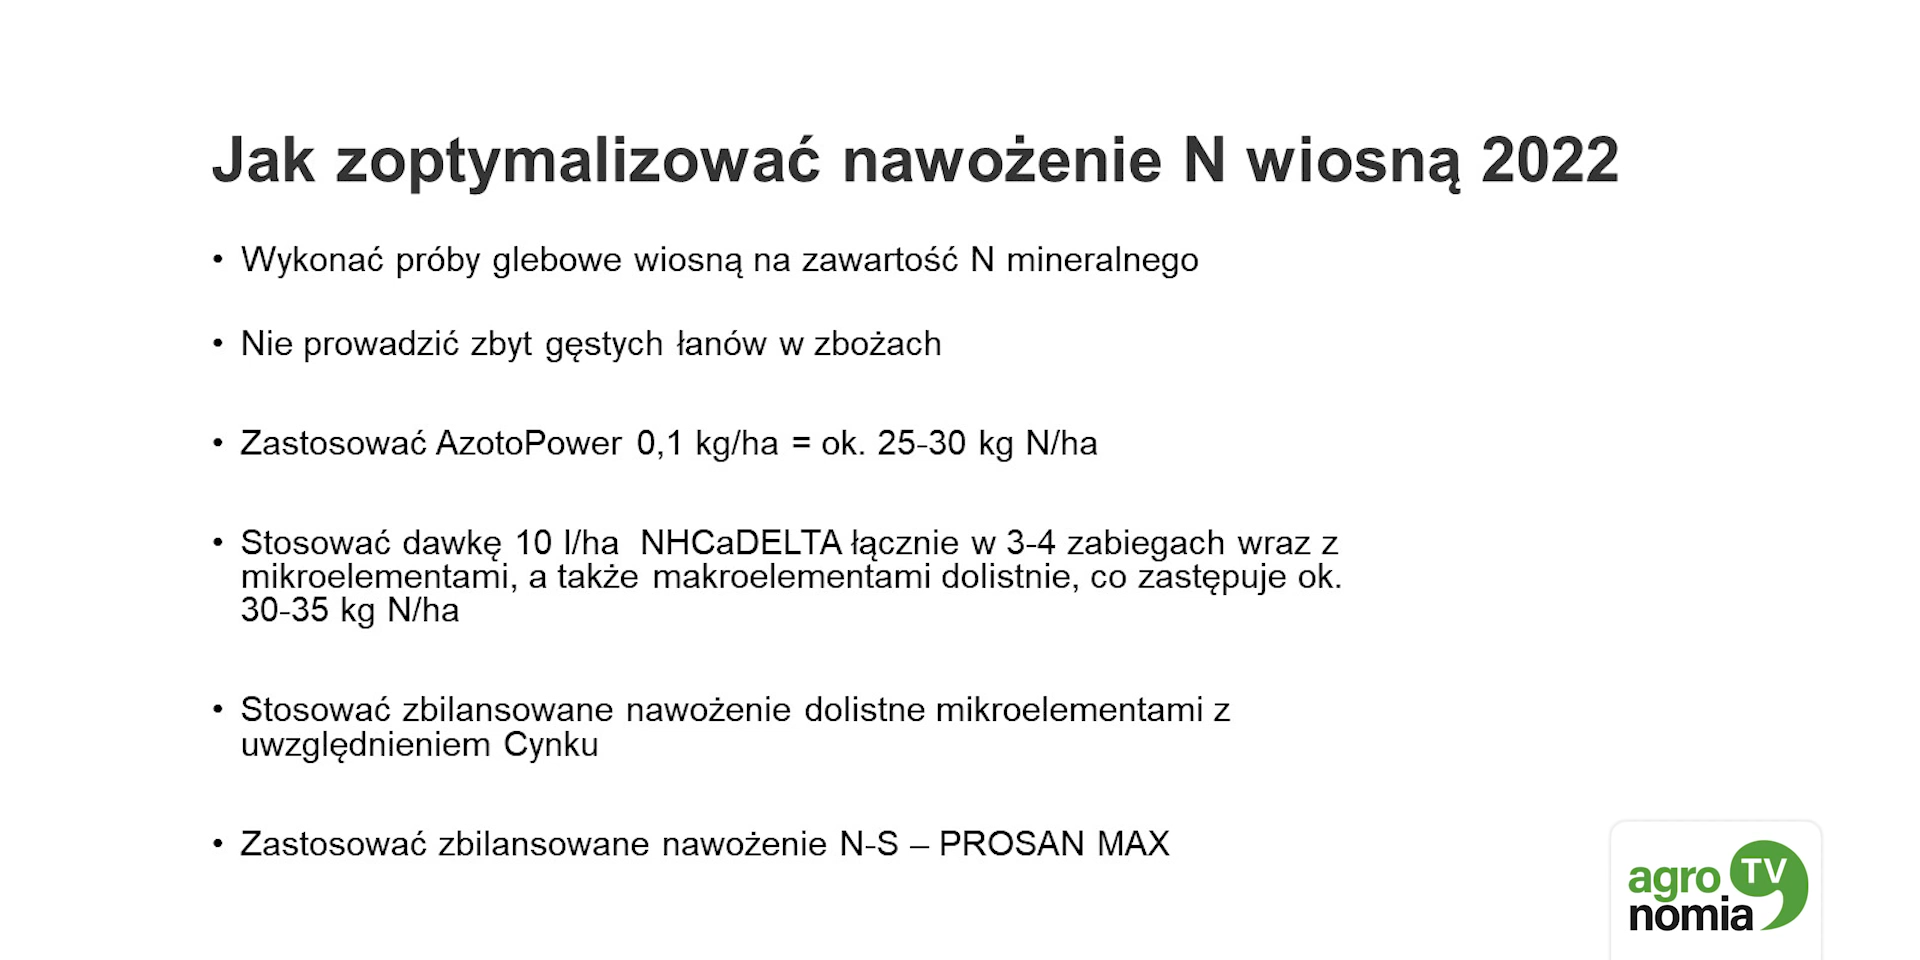 Jak zoptymalizować nawożenie N wiosną 2022
• Wykonać próby glebowe wiosną na zawartość N mineralnego
• Nie prowadzić zbyt gęstych łanów w zbożach
• Zastosować AzotoPower 0,1 kg/ha = ok. 25-30 kg N/ha
• Stosować dawkę 10 l/ha  NHCaDELTA łącznie w 3-4 zabiegach wraz z
mikroelementami, a także makroelementami dolistnie, co zastępuje ok.
30-35 kg N/ha
• Stosować zbilansowane nawożenie dolistne mikroelementami z
uwzględnieniem Cynku
• Zastosować zbilansowane nawożenie N-S – PROSAN MAX
agro TV
nomia